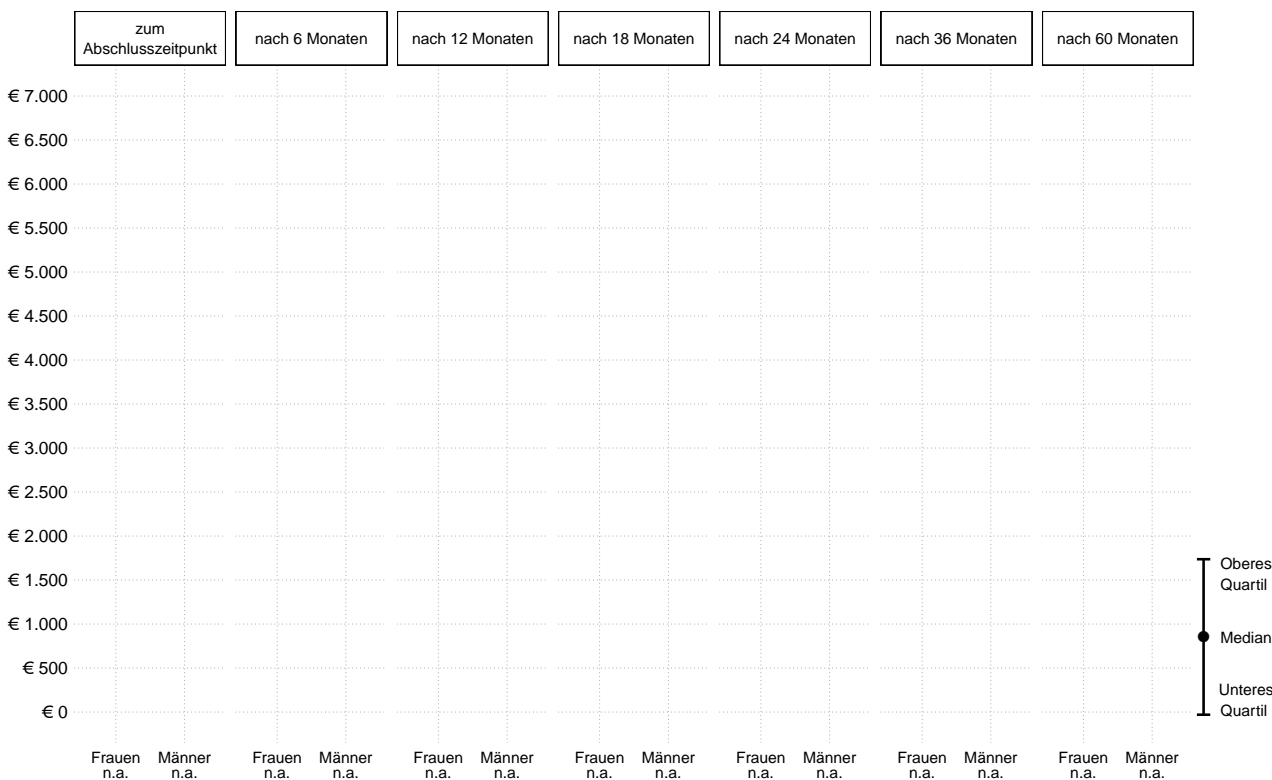 zum
Abschlusszeitpunkt
nach 6 Monaten
nach 12 Monaten
nach 18 Monaten
nach 24 Monaten
nach 36 Monaten
nach 60 Monaten
€ 7.000
€ 6.500
€ 6.000
€ 5.500
€ 5.000
€ 4.500
€ 4.000
€ 3.500
€ 3.000
€ 2.500
€ 2.000
€ 1.500
€ 1.000
€ 500
€ 0
Oberes
Quartil
Median
Unteres
Quartil
Frauen Männer Frauen Männer Frauen Männer Frauen Männer Frauen Männer Frauen Männer Frauen Männer
n.a. n.a. n.a. n.a. n.a. n.a. n.a. n.a. n.a. n.a. n.a. n.a. n.a. n.a.